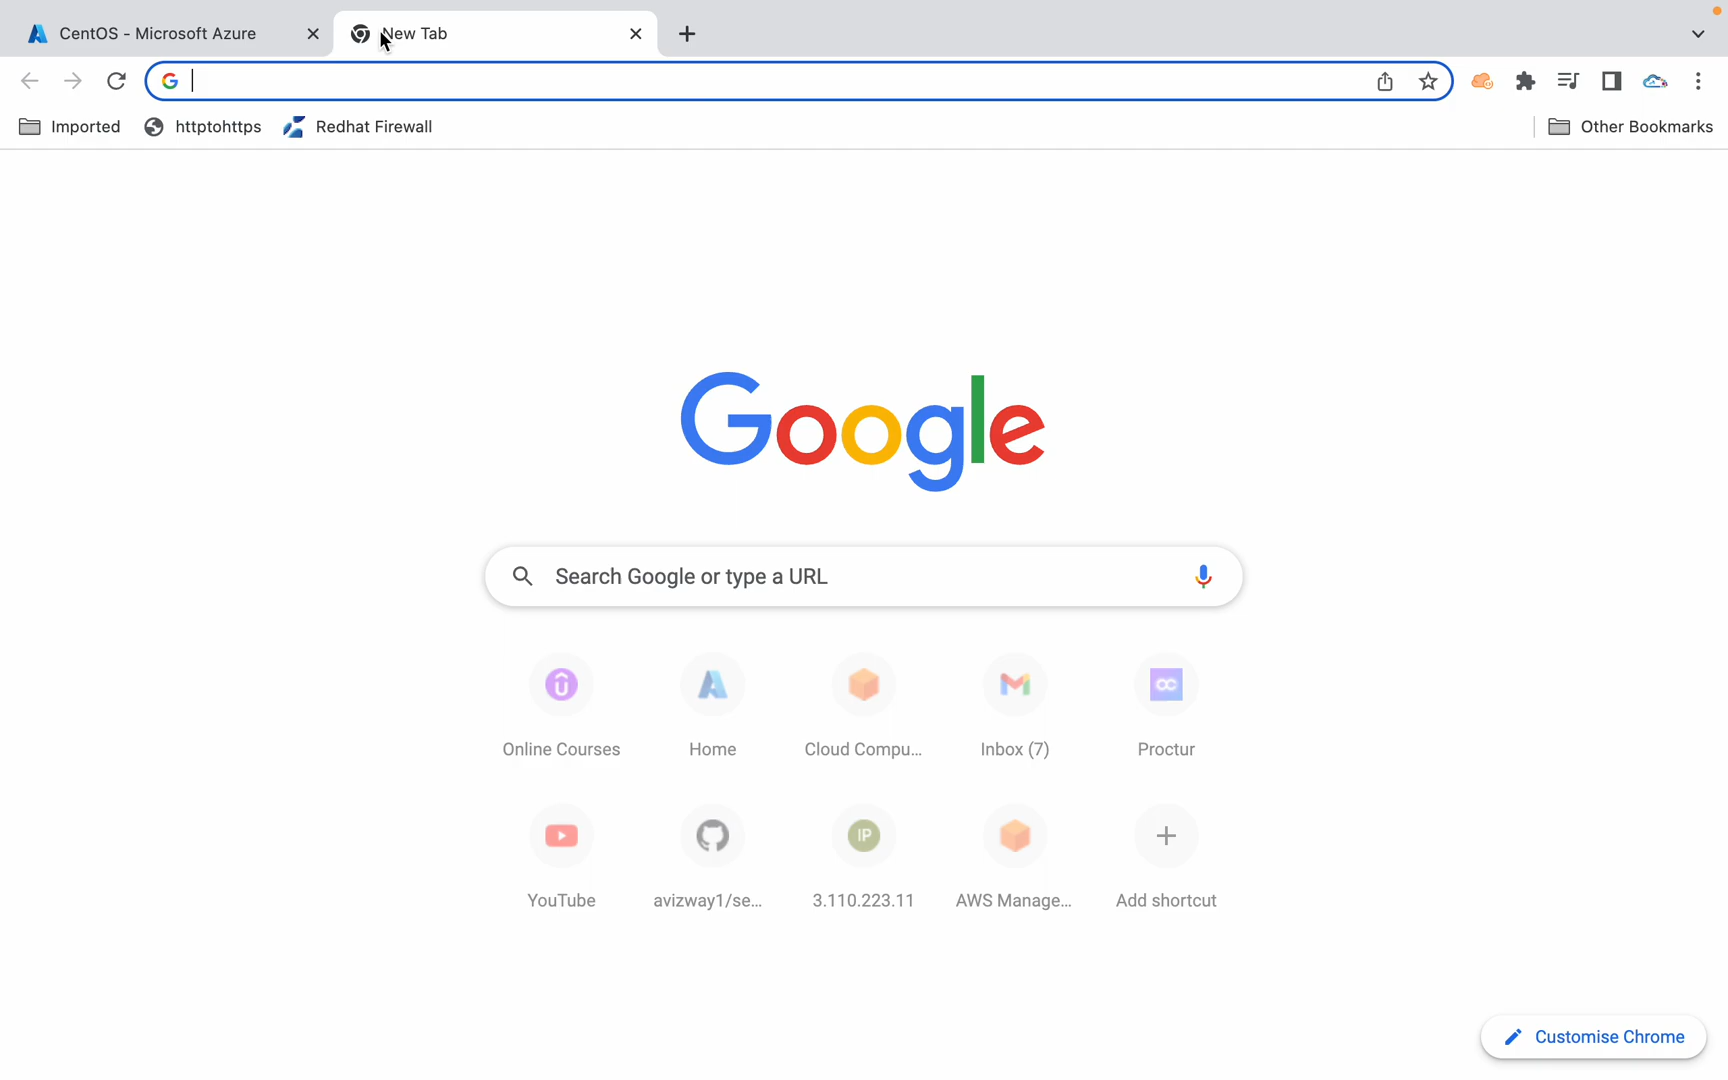 CentOS - Microsoft Azure
New Tab
Imported
httptohttps
Redhat Firewall
Other Bookmarks
Google
Search Google or type a URL
Online Courses
Home
Cloud Compu...
Inbox (7)
Proctur
YouTube
avizway1/se...
IP
3.110.223.11
AWS Manage...
Add shortcut
Customise Chrome